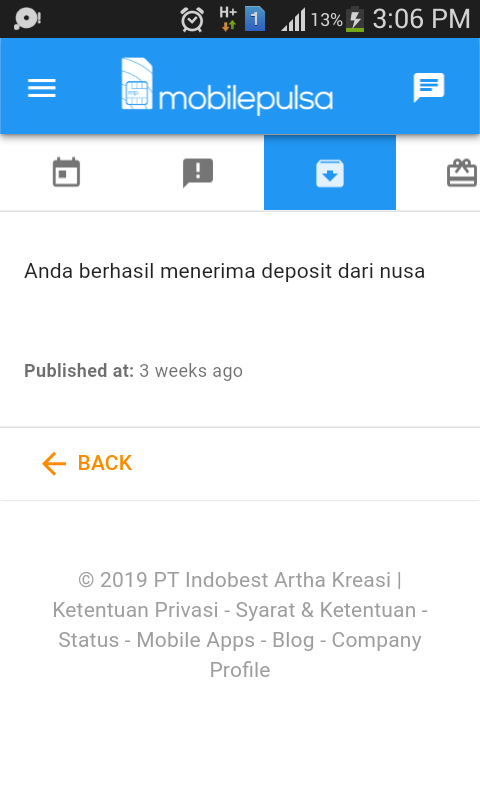 H+ 1 13% 3:06 PM
mobilepulsa
Anda berhasil menerima deposit dari nusa
Published at: 3 weeks ago
BACK
© 2019 PT Indobest Artha Kreasi |
Ketentuan Privasi - Syarat & Ketentuan -
Status - Mobile Apps - Blog - Company
Profile